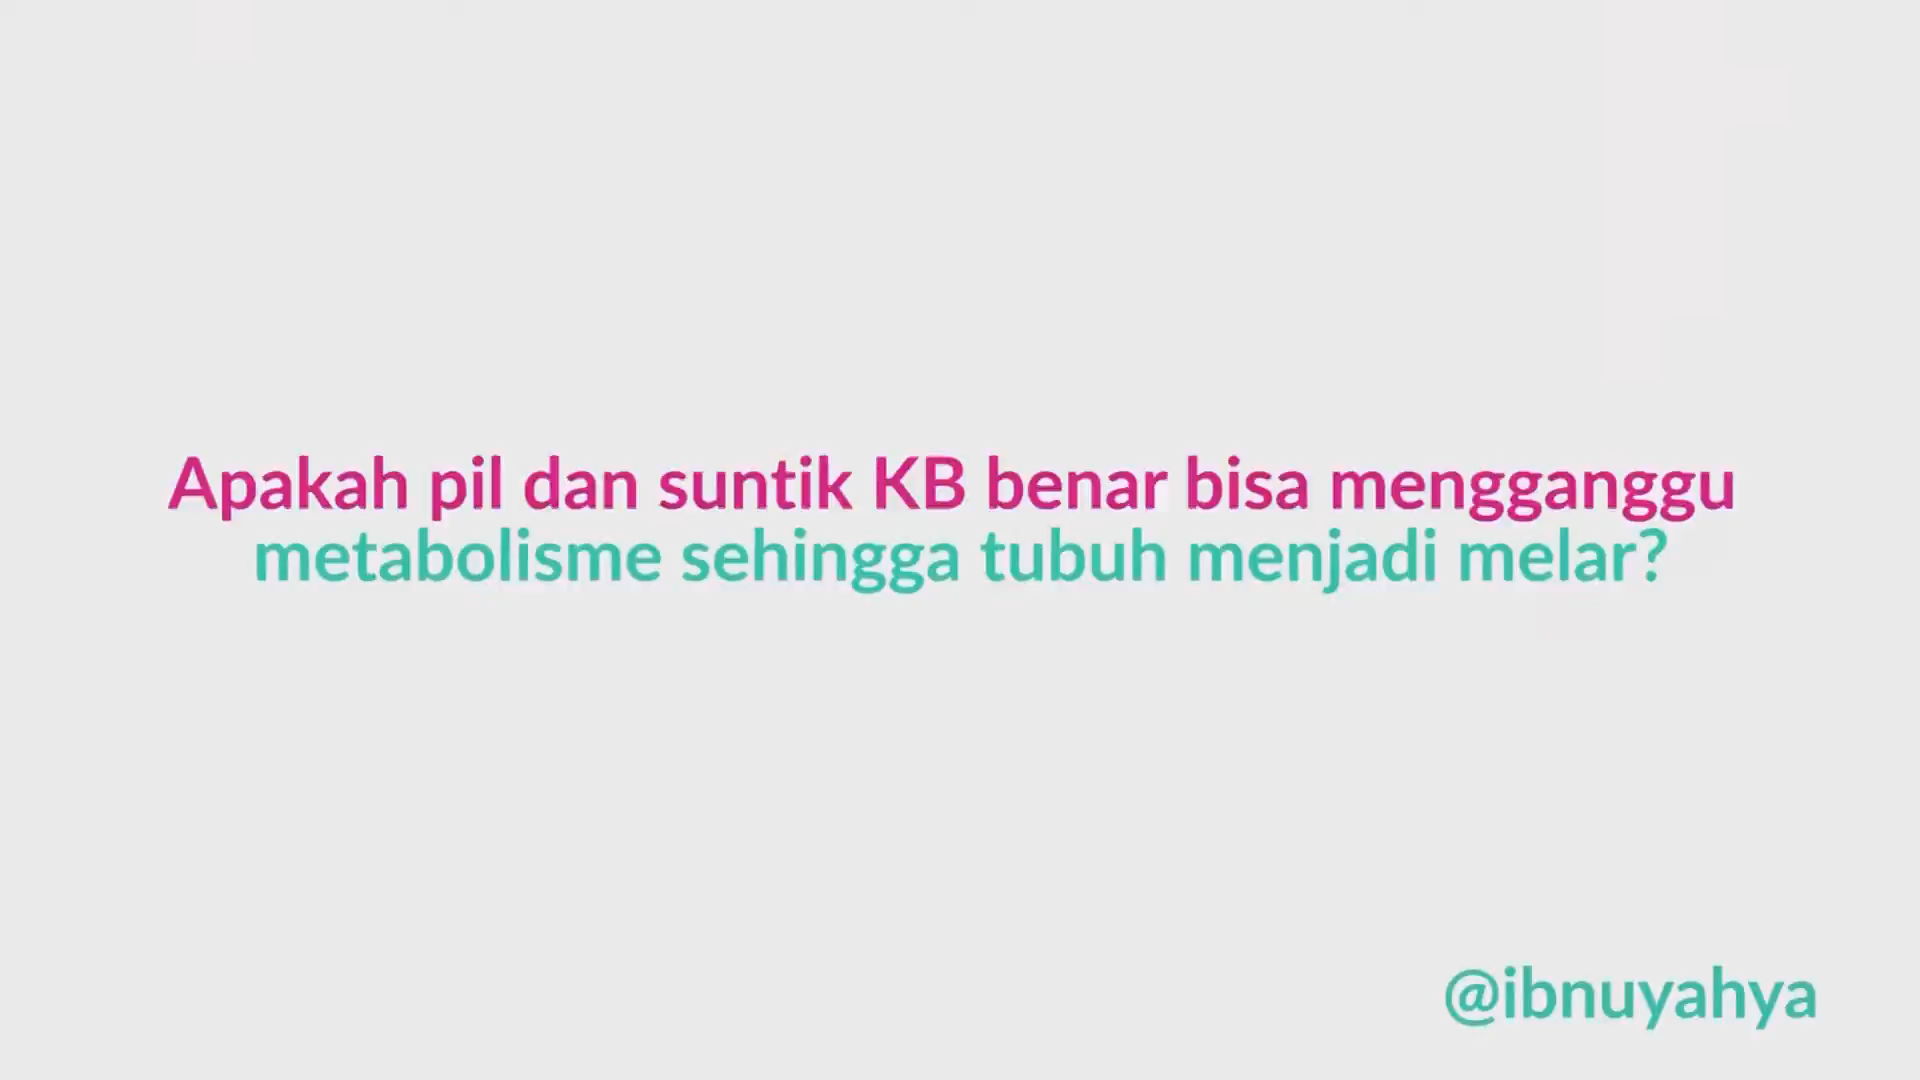 Apakah pil dan suntik KB benar bisa mengganggu
metabolisme sehingga tubuh menjadi melar?
@ibnuyahya